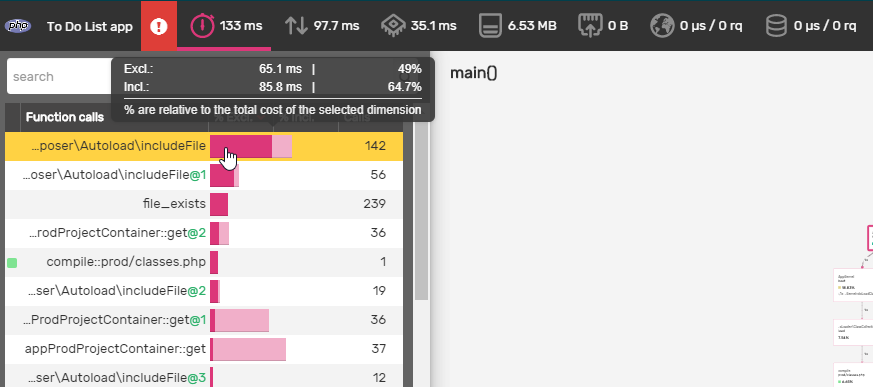 php To Do List app 133 ms 97.7 ms 35.1 ms 6.53 MB 0 B 0 µs / 0 rq 0 µs / 0 rq
search
Excl.: 65.1 ms | 49%
Incl.: 85.8 ms | 64.7%
% are relative to the total cost of the selected dimension
main()
Function calls % Excl. % Incl. Calls
...poser\Autoload\includeFile 142
...oser\Autoload\includeFile@1 56
file_exists 239
...rodProjectContainer::get@2 36
compile::prod/classes.php 1
...ser\Autoload\includeFile@2 19
...ProdProjectContainer::get@1 36
appProdProjectContainer::get 37
...ser\Autoload\includeFile@3 12